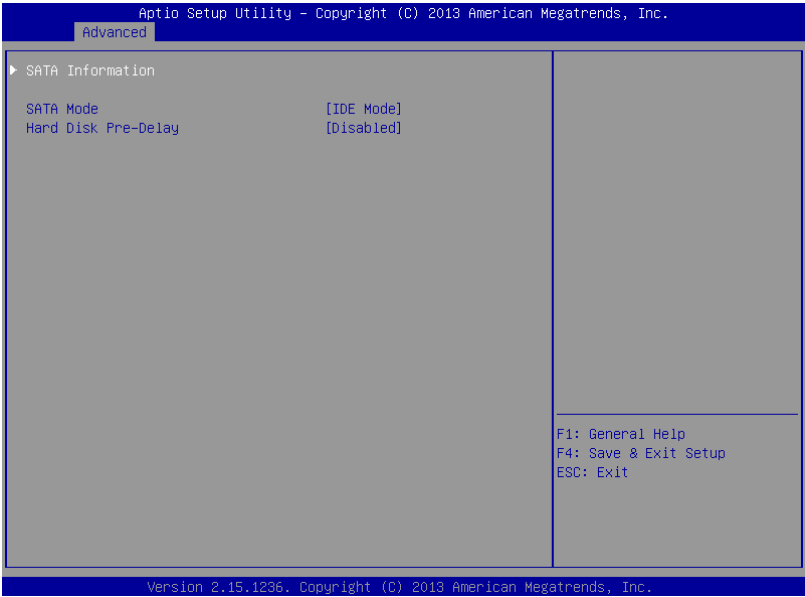 Aptio Setup Utility – Copyright (C) 2013 American Megatrends, Inc.
Advanced
SATA Information
SATA Mode [IDE Mode]
Hard Disk Pre-Delay [Disabled]
F1: General Help
F4: Save & Exit Setup
ESC: Exit
Version 2.15.1236. Copyright (C) 2013 American Megatrends, Inc.